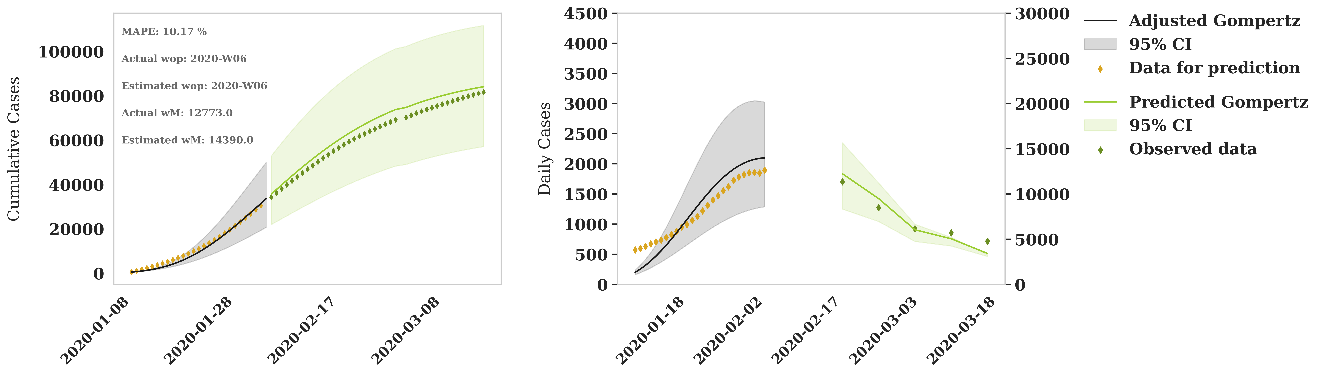 MAPE: 10.17 %
Actual wop: 2020-W06
Estimated wop: 2020-W06
Actual wM: 12773.0
Estimated wM: 14390.0
Cumulative Cases
100000
80000
60000
40000
20000
0
2020-01-08
2020-01-28
2020-02-17
2020-03-08
Daily Cases
4500
4000
3500
3000
2500
2000
1500
1000
500
0
2020-01-18
2020-02-02
2020-02-17
2020-03-03
2020-03-18
30000
25000
20000
15000
10000
5000
0
Adjusted Gompertz
95% CI
Data for prediction
Predicted Gompertz
95% CI
Observed data